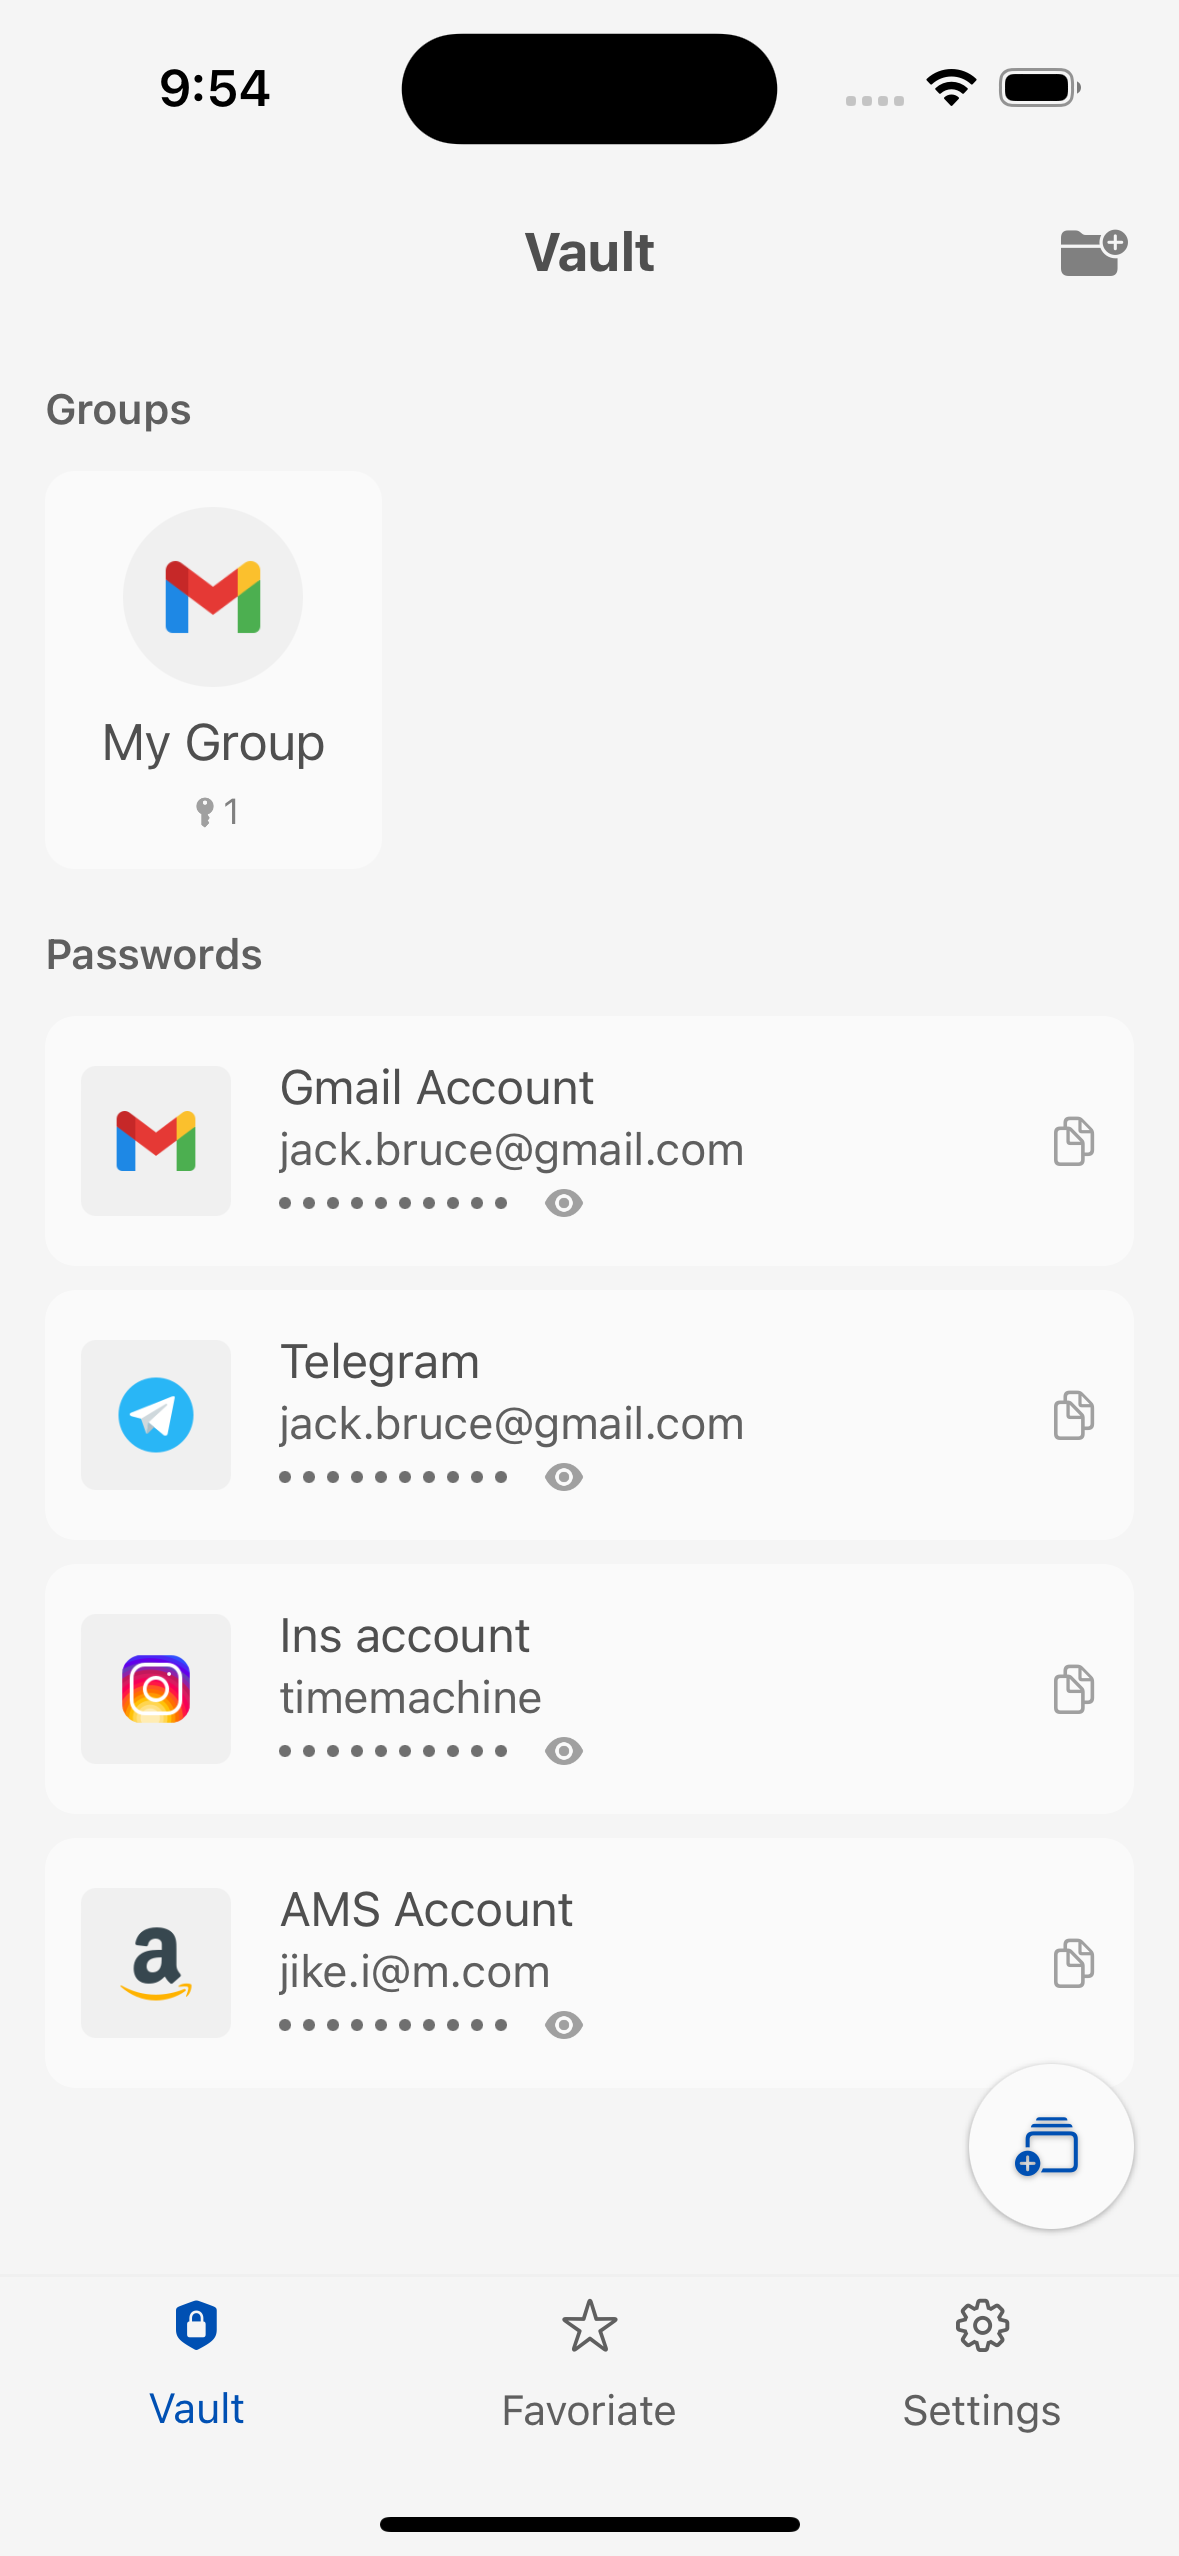 9:54
Vault
Groups
My Group
1
Passwords
Gmail Account
jack.bruce@gmail.com
Telegram
jack.bruce@gmail.com
Ins account
timemachine
AMS Account
jike.i@m.com
Vault
Favoriate
Settings